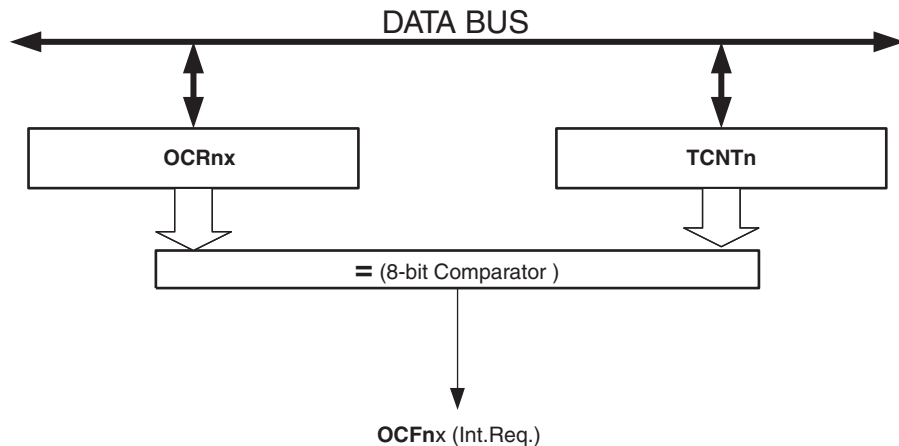 DATA BUS
OCRnx
TCNTn
= (8-bit Comparator )
OCFnx (Int.Req.)